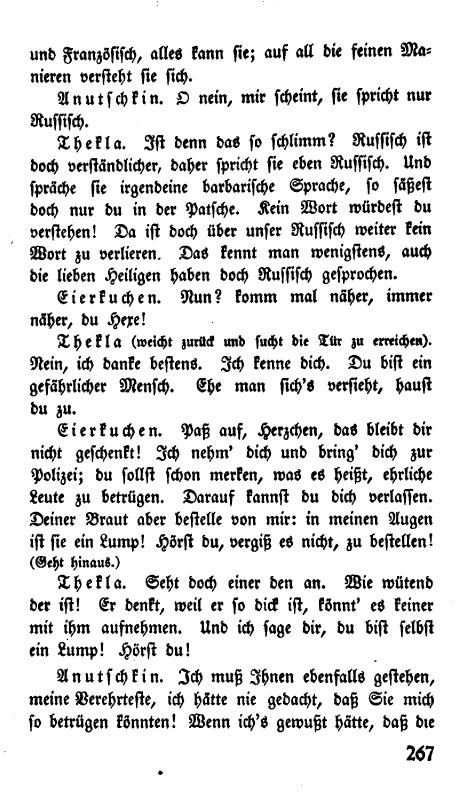 und Französisch, alles kann sie; auf all die feinen Ma-
nieren versteht sie sich.
Anutschkin. O nein, mir scheint, sie spricht nur
Russisch.
Thekla. Ist denn das so schlimm? Russisch ist
doch verständlicher, daher spricht sie eben Russisch. Und
spräche sie irgendeine barbarische Sprache, so säßest
doch nur du in der Patsche. Kein Wort würdest du
verstehen! Da ist doch über unser Russisch weiter kein
Wort zu verlieren. Das kennt man wenigstens, auch
die lieben Heiligen haben doch Russisch gesprochen.
Eierkuchen. Nun? komm mal näher, immer
näher, du Hexe!
Thekla (weicht zurück und sucht die Tür zu erreichen).
Nein, ich danke bestens. Ich kenne dich. Du bist ein
gefährlicher Mensch. Ehe man sich's versieht, haust
du zu.
Eierkuchen. Paß auf, Herzchen, das bleibt dir
nicht geschenkt! Ich nehm' dich und bring' dich zur
Polizei; du sollst schon merken, was es heißt, ehrliche
Leute zu betrügen. Darauf kannst du dich verlassen.
Deiner Braut aber bestelle von mir: in meinen Augen
ist sie ein Lump! Hörst du, vergiß es nicht, zu bestellen!
(Geht hinaus.)
Thekla. Seht doch einer den an. Wie wütend
der ist! Er denkt, weil er so dick ist, könnt' es keiner
mit ihm aufnehmen. Und ich sage dir, du bist selbst
ein Lump! Hörst du!
Anutschkin. Ich muß Ihnen ebenfalls gestehen,
meine Verehrteste, ich hätte nie gedacht, daß Sie mich
so betrügen könnten! Wenn ich's gewußt hätte, daß die
267